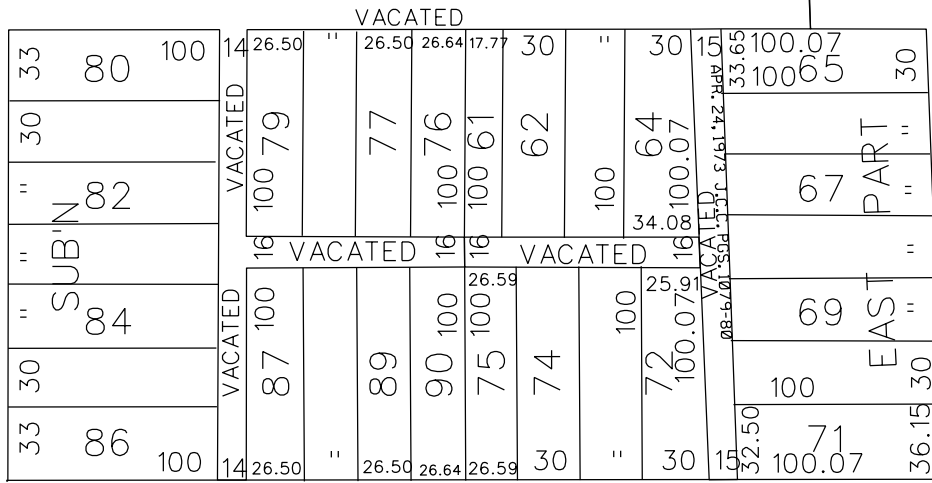 VACATED
33 80 100 14 26.50 " 26.50 26.64 17.77 30 " 30 15 33.65 100.07
100 65 30
30 VACATED 79 77 76 61 62 64 "
" 82 100 100 100 100 100.07 67 "
34.08
SUB'N
16 VACATED 16 16 VACATED 16
VACATED
APR. 24, 1973 J.C.C. PGS. 1079-80
EAST PART
" "
26.59 25.91
" 84 100 100 100 100 100.07 69 "
30 VACATED 87 89 90 75 74 72 100 30
33 86 100 14 26.50 " 26.50 26.64 26.59 30 " 30 15 32.50 71 36.15
100.07